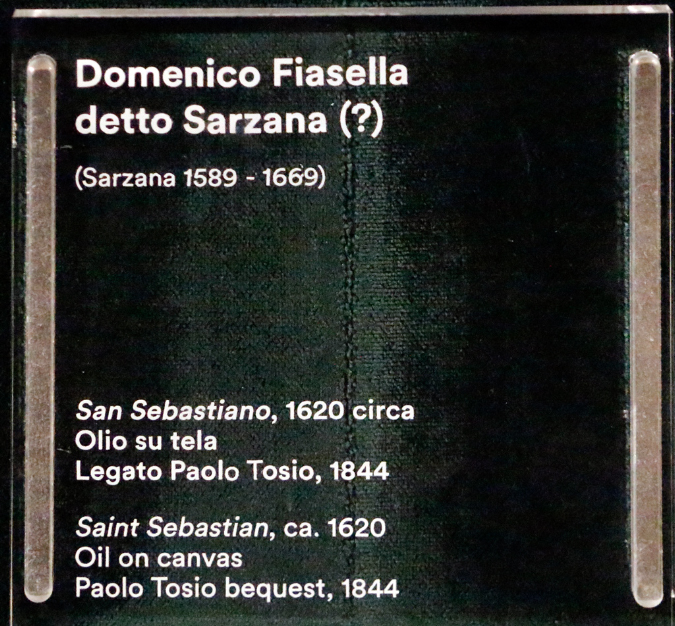 Domenico Fiasella
detto Sarzana (?)
(Sarzana 1589 - 1669)
San Sebastiano, 1620 circa
Olio su tela
Legato Paolo Tosio, 1844
Saint Sebastian, ca. 1620
Oil on canvas
Paolo Tosio bequest, 1844